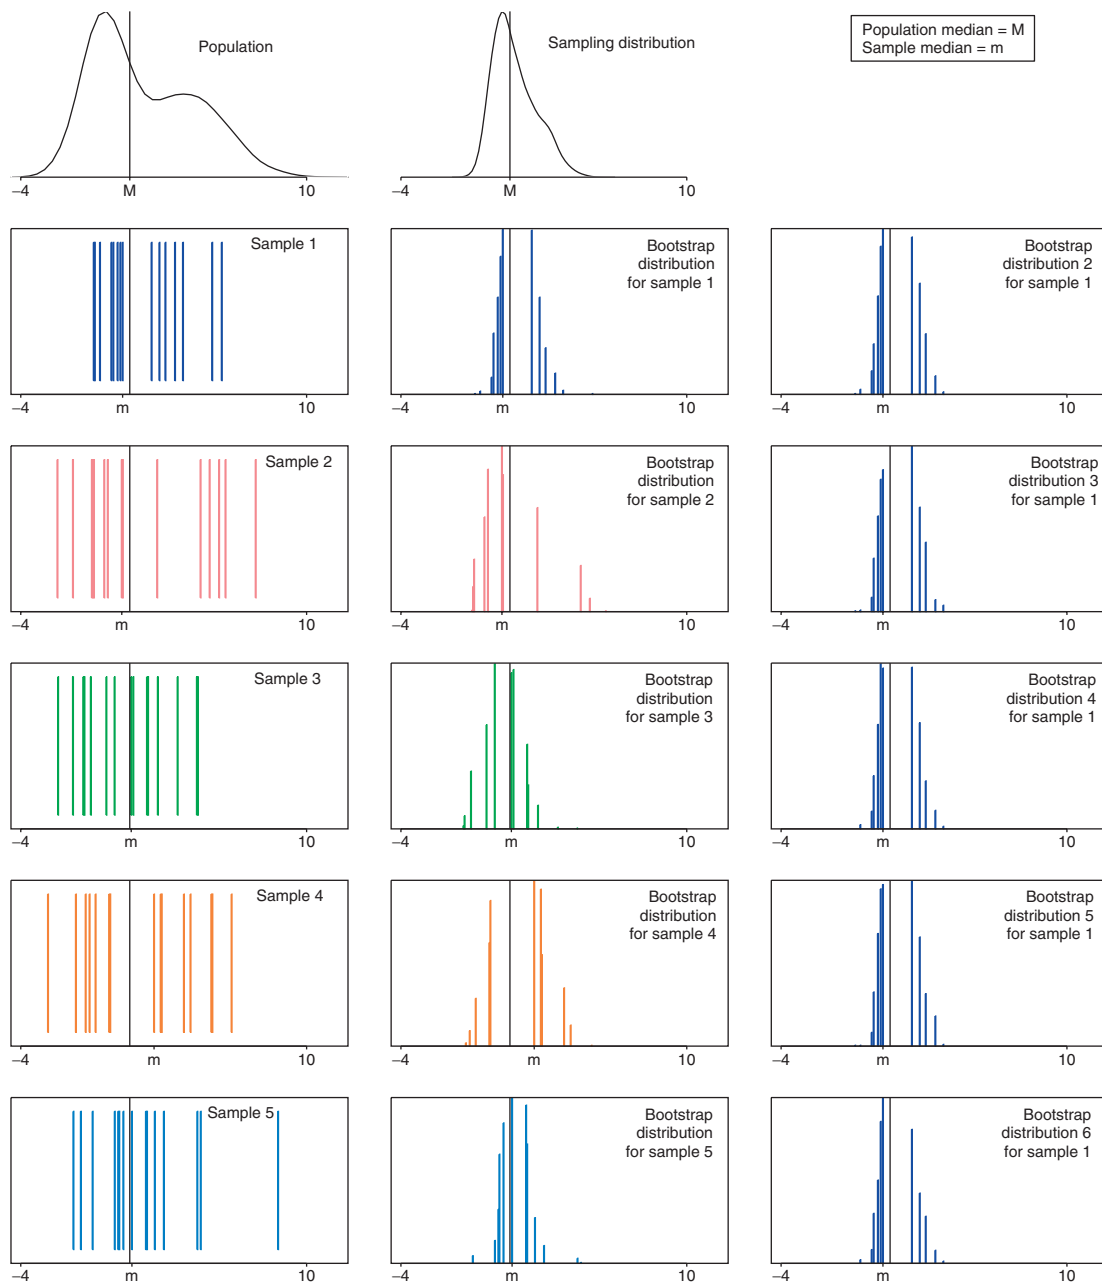 Population
Sampling distribution
Population median = M
Sample median = m
–4 M 10
–4 M 10
Sample 1
Bootstrap
distribution
for sample 1
Bootstrap
distribution 2
for sample 1
–4 m 10
–4 m 10
–4 m 10
Sample 2
Bootstrap
distribution
for sample 2
Bootstrap
distribution 3
for sample 1
–4 m 10
–4 m 10
–4 m 10
Sample 3
Bootstrap
distribution
for sample 3
Bootstrap
distribution 4
for sample 1
–4 m 10
–4 m 10
–4 m 10
Sample 4
Bootstrap
distribution
for sample 4
Bootstrap
distribution 5
for sample 1
–4 m 10
–4 m 10
–4 m 10
Sample 5
Bootstrap
distribution
for sample 5
Bootstrap
distribution 6
for sample 1
–4 m 10
–4 m 10
–4 m 10